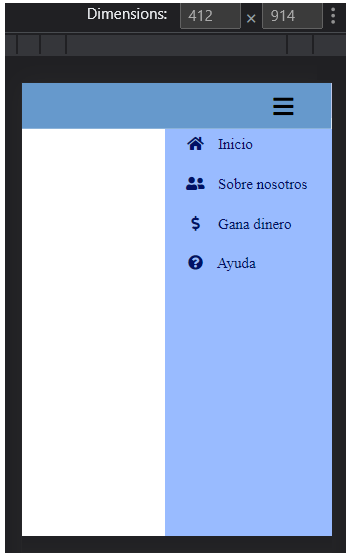 Dimensions: 412 × 914
Inicio
Sobre nosotros
Gana dinero
Ayuda